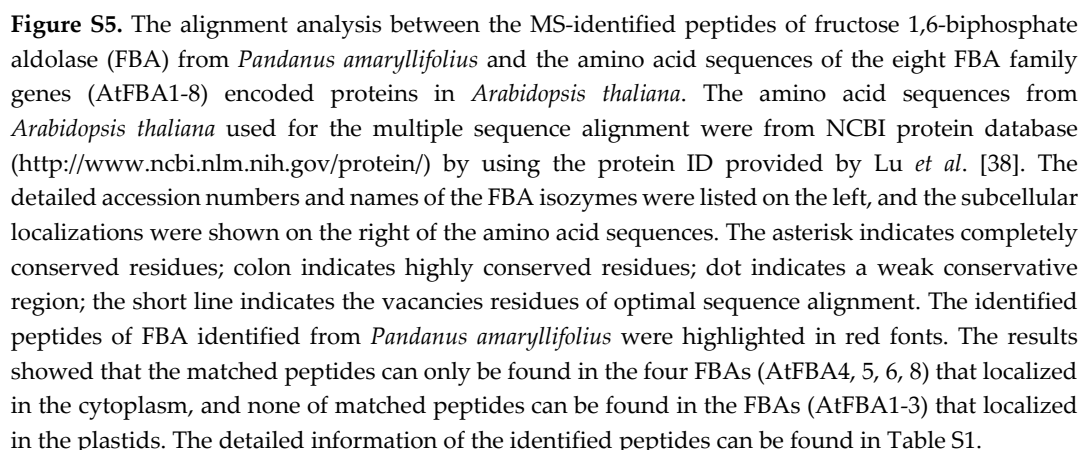 Figure S5. The alignment analysis between the MS-identified peptides of fructose 1,6-biphosphate
aldolase (FBA) from Pandanus amaryllifolius and the amino acid sequences of the eight FBA family
genes (AtFBA1-8) encoded proteins in Arabidopsis thaliana. The amino acid sequences from
Arabidopsis thaliana used for the multiple sequence alignment were from NCBI protein database
(http://www.ncbi.nlm.nih.gov/protein/) by using the protein ID provided by Lu et al. [38]. The
detailed accession numbers and names of the FBA isozymes were listed on the left, and the subcellular
localizations were shown on the right of the amino acid sequences. The asterisk indicates completely
conserved residues; colon indicates highly conserved residues; dot indicates a weak conservative
region; the short line indicates the vacancies residues of optimal sequence alignment. The identified
peptides of FBA identified from Pandanus amaryllifolius were highlighted in red fonts. The results
showed that the matched peptides can only be found in the four FBAs (AtFBA4, 5, 6, 8) that localized
in the cytoplasm, and none of matched peptides can be found in the FBAs (AtFBA1-3) that localized
in the plastids. The detailed information of the identified peptides can be found in Table S1.